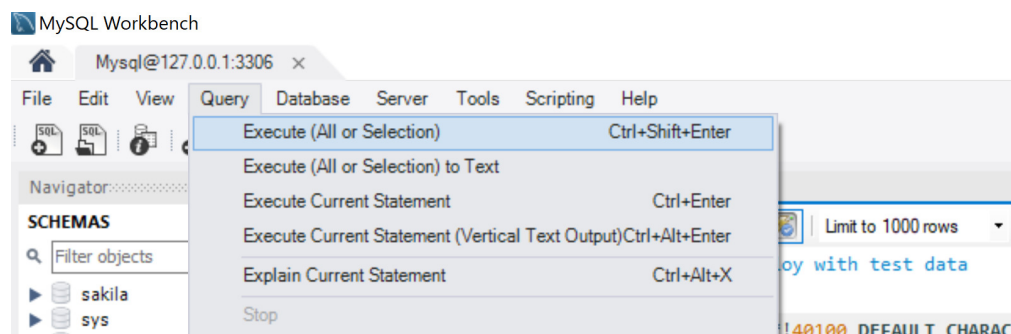 MySQL Workbench
Mysql@127.0.0.1:3306 ×
File Edit View Query Database Server Tools Scripting Help
SQL SQL
Execute (All or Selection) Ctrl+Shift+Enter
Execute (All or Selection) to Text
Navigator
Execute Current Statement Ctrl+Enter
SCHEMAS
Execute Current Statement (Vertical Text Output)Ctrl+Alt+Enter
Limit to 1000 rows
Filter objects
with test data
Explain Current Statement Ctrl+Alt+X
sakila
Stop
sys
!40100 DEFAULT CHARAC